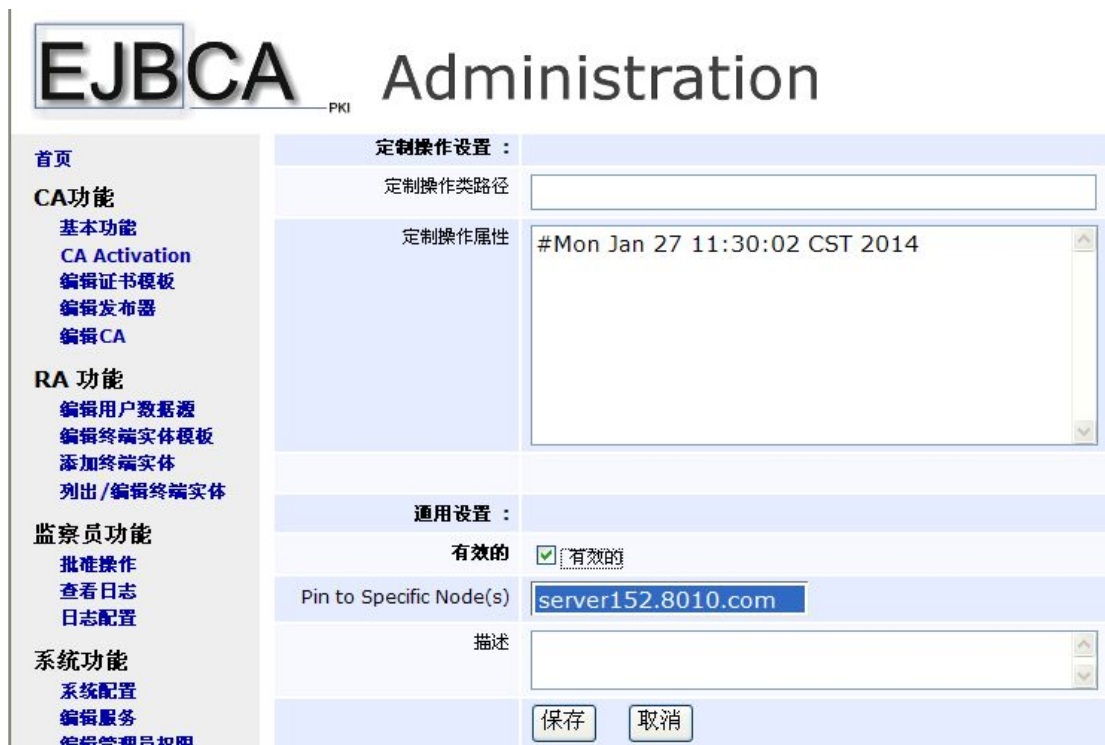 EJBCA PKI Administration
首页
CA功能
基本功能
CA Activation
编辑证书模板
编辑发布器
编辑CA
RA 功能
编辑用户数据源
编辑终端实体模板
添加终端实体
列出/编辑终端实体
监察员功能
批准操作
查看日志
日志配置
系统功能
系统配置
编辑服务
编辑管理员权限
定制操作设置 :
定制操作类路径
定制操作属性
#Mon Jan 27 11:30:02 CST 2014
通用设置 :
有效的 有效的
Pin to Specific Node(s) server152.8010.com
描述
保存 取消